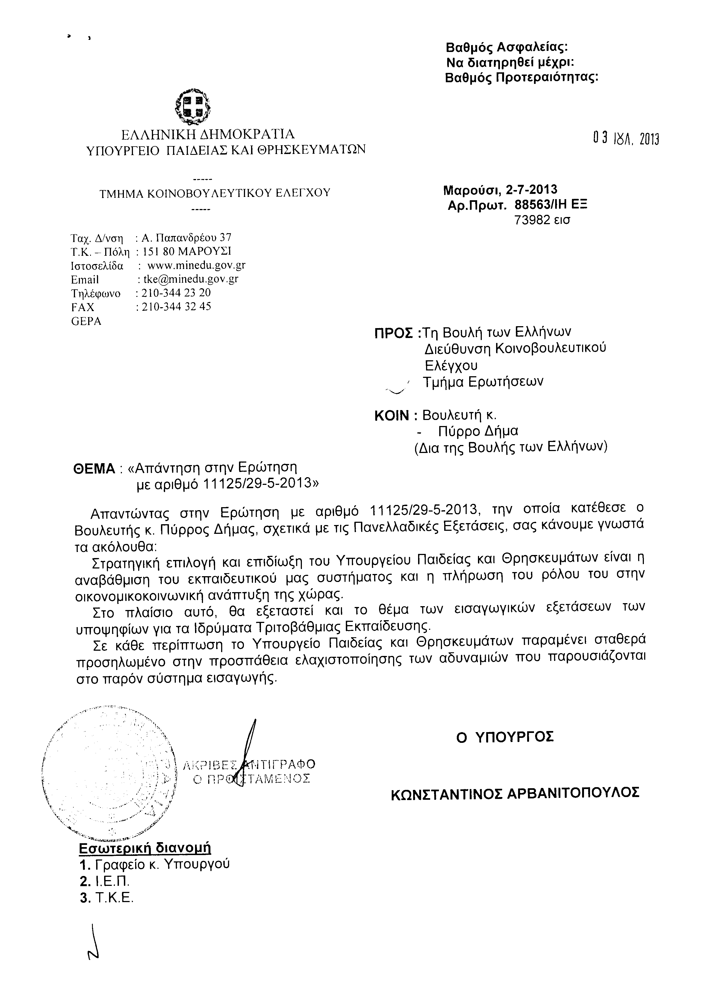 Βαθμός Ασφαλείας:
Να διατηρηθεί μέχρι:
Βαθμός Προτεραιότητας:
ΕΛΛΗΝΙΚΗ ΔΗΜΟΚΡΑΤΙΑ
ΥΠΟΥΡΓΕΙΟ ΠΑΙΔΕΙΑΣ ΚΑΙ ΘΡΗΣΚΕΥΜΑΤΩΝ
03 ΙΟΥΛ. 2013
-----
ΤΜΗΜΑ ΚΟΙΝΟΒΟΥΛΕΥΤΙΚΟΥ ΕΛΕΓΧΟΥ
-----
Μαρούσι, 2-7-2013
Αρ.Πρωτ. 88563/ΙΗ ΕΞ
73982 εισ
Ταχ. Δ/νση : Α. Παπανδρέου 37
Τ.Κ. – Πόλη : 151 80 ΜΑΡΟΥΣΙ
Ιστοσελίδα : www.minedu.gov.gr
Email : tke@minedu.gov.gr
Τηλέφωνο : 210-344 23 20
FAX : 210-344 32 45
GEPA
ΠΡΟΣ :Τη Βουλή των Ελλήνων
Διεύθυνση Κοινοβουλευτικού
Ελέγχου
Τμήμα Ερωτήσεων
ΚΟΙΝ : Βουλευτή κ.
- Πύρρο Δήμα
(Δια της Βουλής των Ελλήνων)
ΘΕΜΑ : «Απάντηση στην Ερώτηση
με αριθμό 11125/29-5-2013»
Απαντώντας στην Ερώτηση με αριθμό 11125/29-5-2013, την οποία κατέθεσε ο
Βουλευτής κ. Πύρρος Δήμας, σχετικά με τις Πανελλαδικές Εξετάσεις, σας κάνουμε γνωστά
τα ακόλουθα:
Στρατηγική επιλογή και επιδίωξη του Υπουργείου Παιδείας και Θρησκευμάτων είναι η
αναβάθμιση του εκπαιδευτικού μας συστήματος και η πλήρωση του ρόλου του στην
οικονομικοκοινωνική ανάπτυξη της χώρας.
Στο πλαίσιο αυτό, θα εξεταστεί και το θέμα των εισαγωγικών εξετάσεων των
υποψηφίων για τα Ιδρύματα Τριτοβάθμιας Εκπαίδευσης.
Σε κάθε περίπτωση το Υπουργείο Παιδείας και Θρησκευμάτων παραμένει σταθερά
προσηλωμένο στην προσπάθεια ελαχιστοποίησης των αδυναμιών που παρουσιάζονται
στο παρόν σύστημα εισαγωγής.
Ο ΥΠΟΥΡΓΟΣ
ΑΚΡΙΒΕΣ ΑΝΤΙΓΡΑΦΟ
Ο ΠΡΟΪΣΤΑΜΕΝΟΣ
ΚΩΝΣΤΑΝΤΙΝΟΣ ΑΡΒΑΝΙΤΟΠΟΥΛΟΣ
Εσωτερική διανομή
1. Γραφείο κ. Υπουργού
2. Ι.Ε.Π.
3. Τ.Κ.Ε.